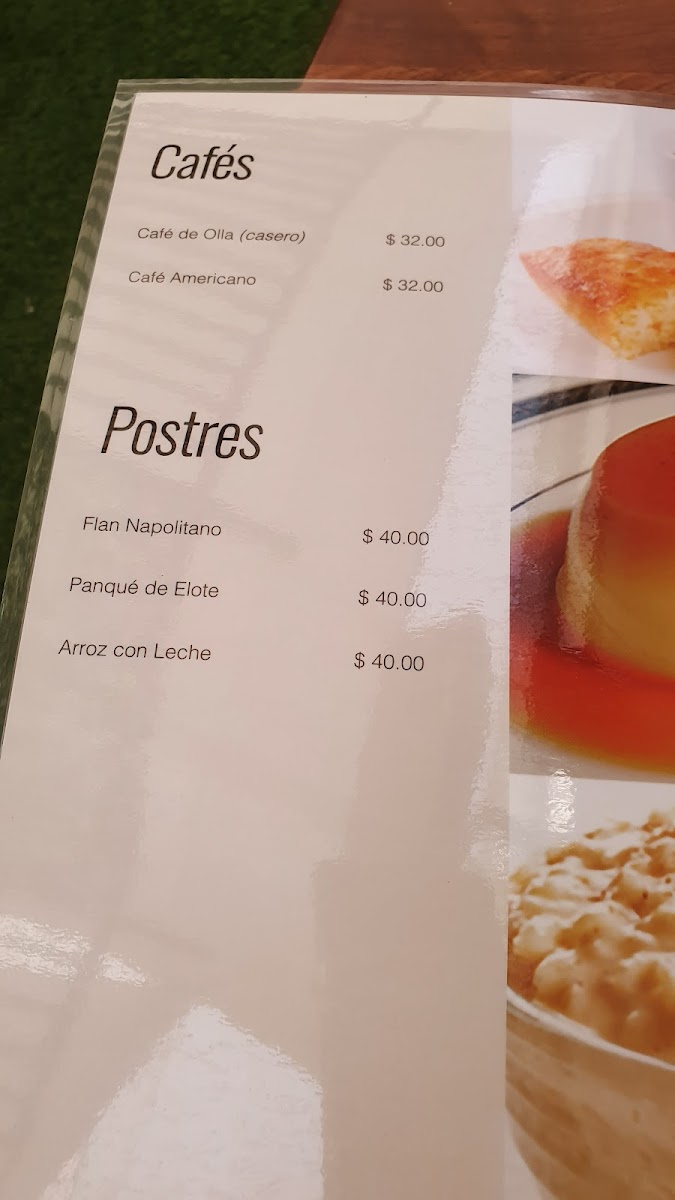 Cafés
Café de Olla (casero) $ 32.00
Café Americano $ 32.00
Postres
Flan Napolitano $ 40.00
Panqué de Elote $ 40.00
Arroz con Leche $ 40.00